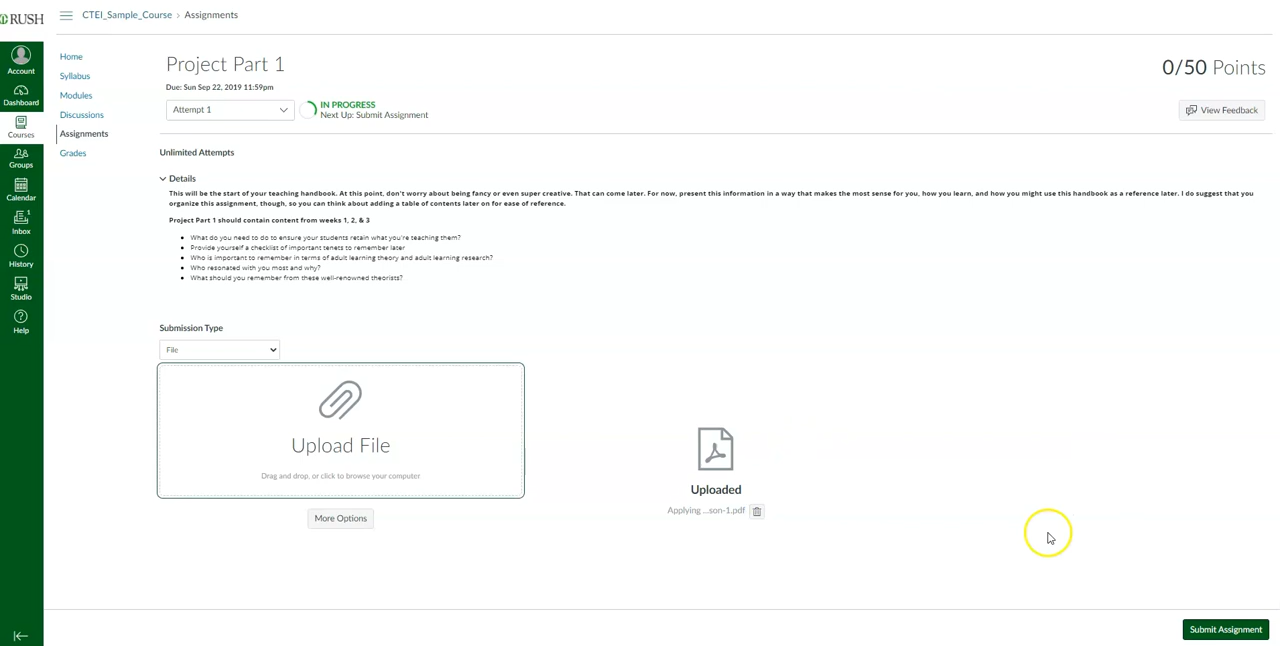 RUSH
CTEI_Sample_Course › Assignments
Account
Dashboard
Courses
Groups
Calendar
1
Inbox
History
Studio
Help
Home
Syllabus
Modules
Discussions
Assignments
Grades
Project Part 1
0/50 Points
Due: Sun Sep 22, 2019 11:59pm
Attempt 1
IN PROGRESS
Next Up: Submit Assignment
View Feedback
Unlimited Attempts
Details
This will be the start of your teaching handbook. At this point, don't worry about being fancy or even super creative. That can come later. For now, present this information in a way that makes the most sense for you, how you learn, and how you might use this handbook as a reference later. I do suggest that you
organize this assignment, though, so you can think about adding a table of contents later on for ease of reference.
Project Part 1 should contain content from weeks 1, 2, & 3
• What do you need to do to ensure your students retain what you're teaching them?
• Provide yourself a checklist of important tenets to remember later
• Who is important to remember in terms of adult learning theory and adult learning research?
• Who resonated with you most and why?
• What should you remember from these well-renowned theorists?
Submission Type
File
Upload File
Drag and drop, or click to browse your computer
More Options
Uploaded
Applying ...son-1.pdf
Submit Assignment